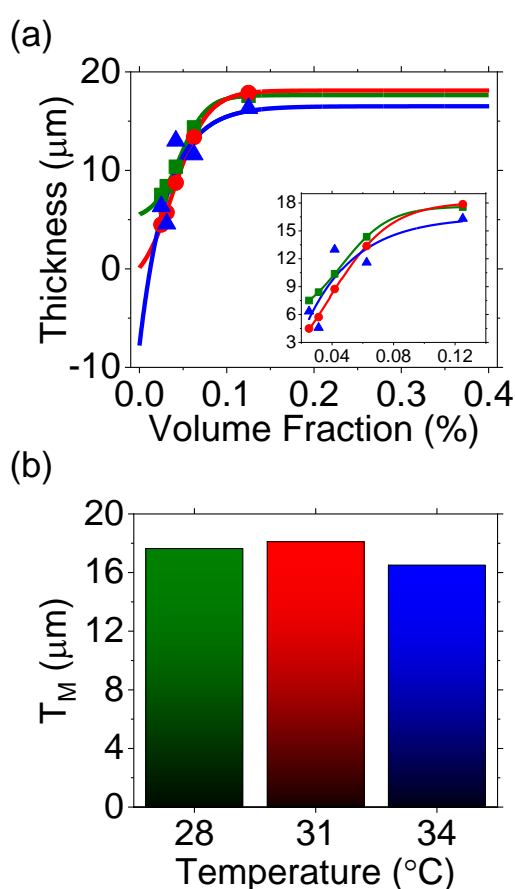 (a)
20
10
0
-10
Thickness (μm)
18
15
12
9
6
3
0.04 0.08 0.12
0.0 0.1 0.2 0.3 0.4
Volume Fraction (%)
(b)
20
16
12
8
4
0
T_M (μm)
28 31 34
Temperature (°C)